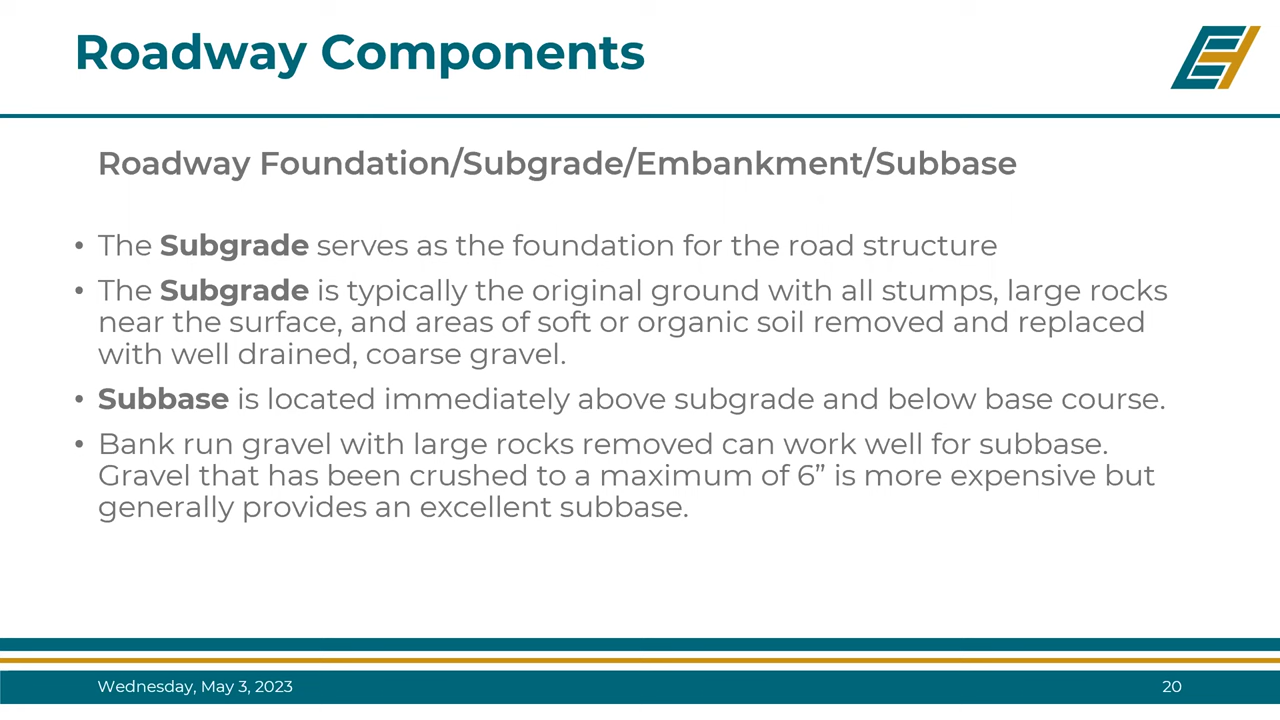 Roadway Components
Roadway Foundation/Subgrade/Embankment/Subbase
• The Subgrade serves as the foundation for the road structure
• The Subgrade is typically the original ground with all stumps, large rocks
near the surface, and areas of soft or organic soil removed and replaced
with well drained, coarse gravel.
• Subbase is located immediately above subgrade and below base course.
• Bank run gravel with large rocks removed can work well for subbase.
Gravel that has been crushed to a maximum of 6” is more expensive but
generally provides an excellent subbase.
Wednesday, May 3, 2023
20